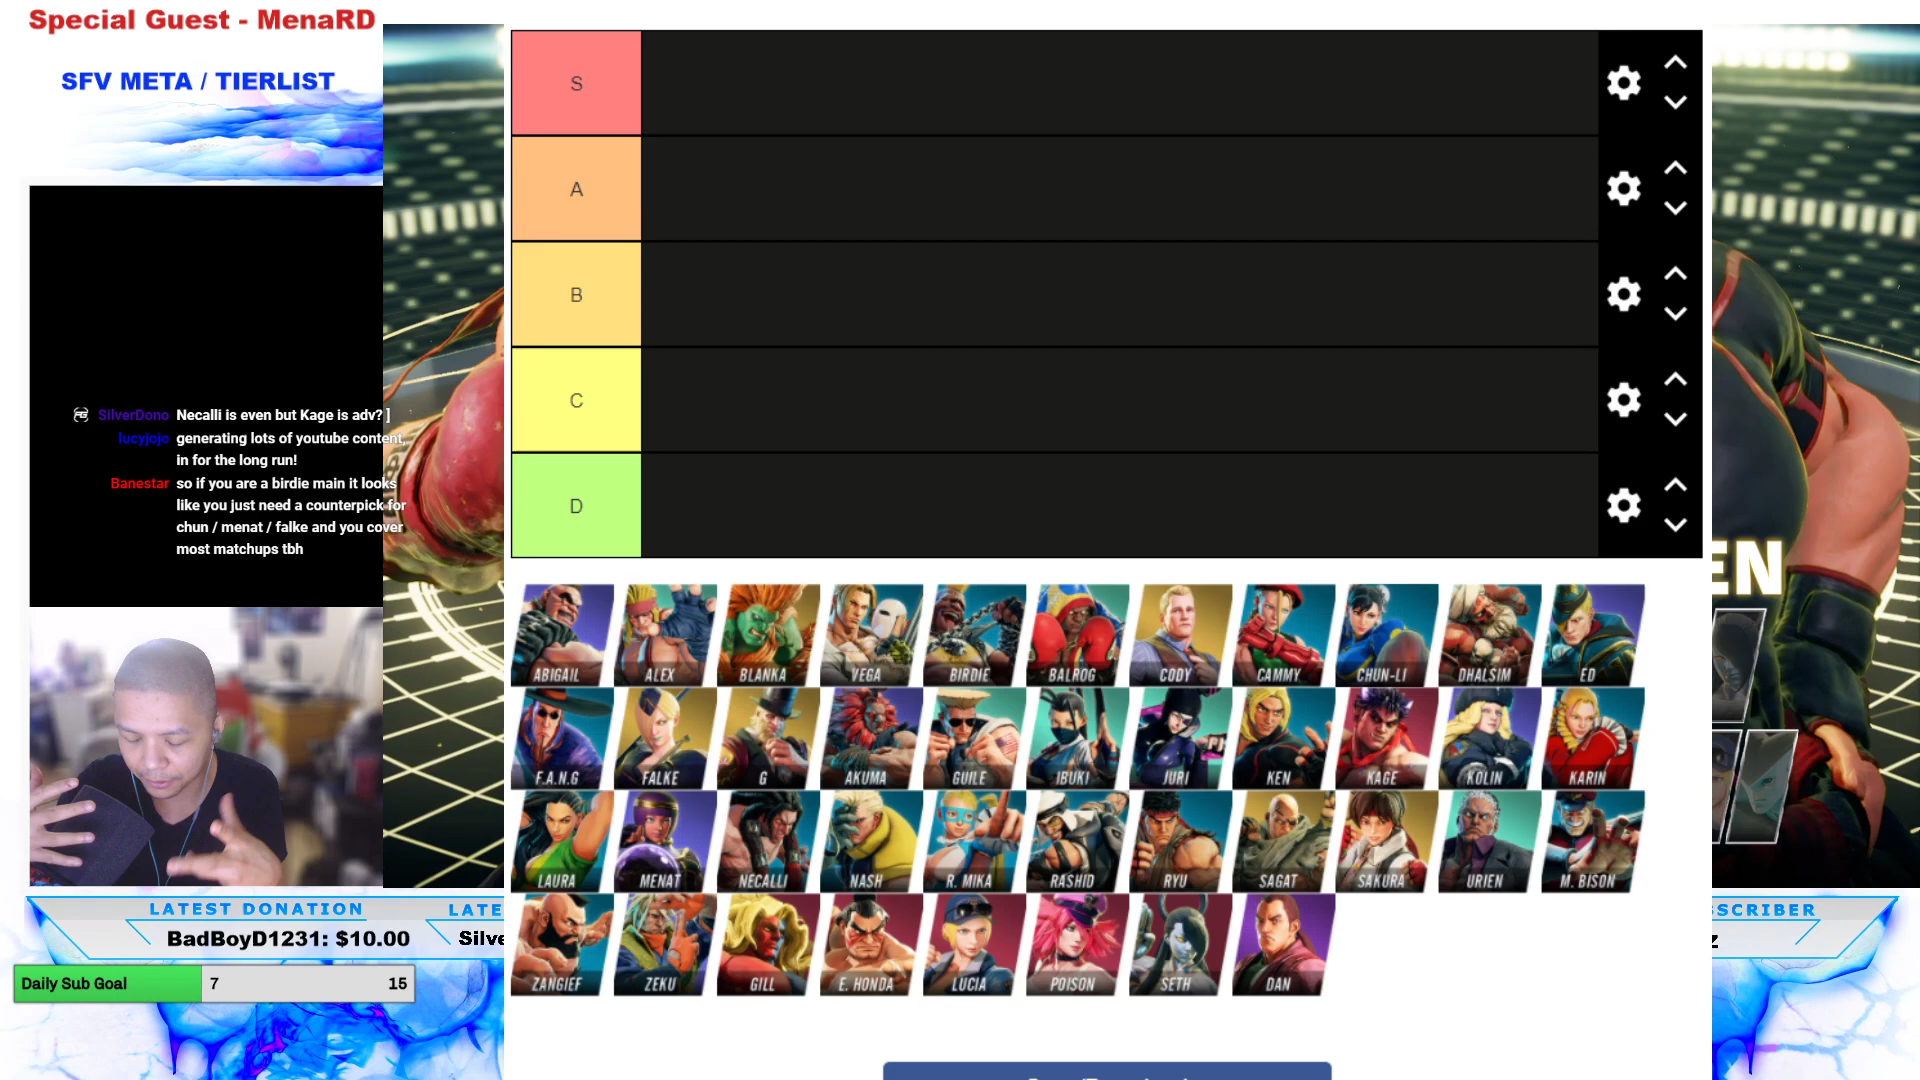 Special Guest - MenaRD
SFV META / TIERLIST
SilverDono Necalli is even but Kage is adv? ]
lucyjojo generating lots of youtube content,
in for the long run!
Banestar so if you are a birdie main it looks
like you just need a counterpick for
chun / menat / falke and you cover
most matchups tbh
S
A
B
C
D
EN
ABIGAIL ALEX BLANKA VEGA BIRDIE BALROG CODY CAMMY CHUN-LI DHALSIM ED
F.A.N.G FALKE G AKUMA GUILE IBUKI JURI KEN KAGE KOLIN KARIN
LAURA MENAT NECALLI NASH R. MIKA RASHID RYU SAGAT SAKURA URIEN M. BISON
ZANGIEF ZEKU GILL E. HONDA LUCIA POISON SETH DAN
LATEST DONATION LATE
BadBoyD1231: $10.00 Silve
SCRIBER
Z
Daily Sub Goal 7 15